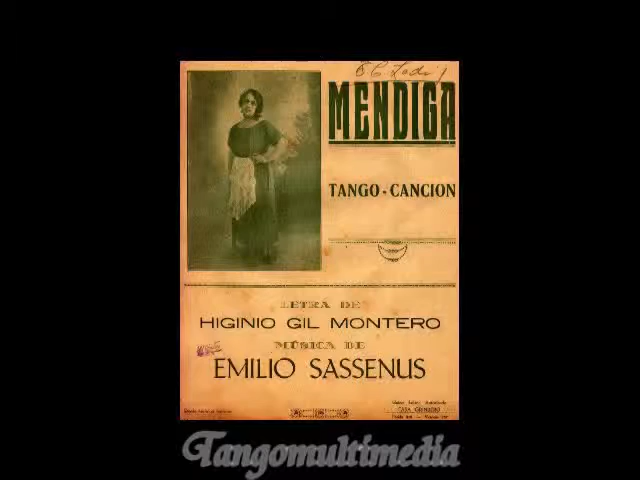 MENDIGA
TANGO - CANCION
LETRA DE
HIGINIO GIL MONTERO
MÚSICA DE
EMILIO SASSENUS
Tangomultimedia